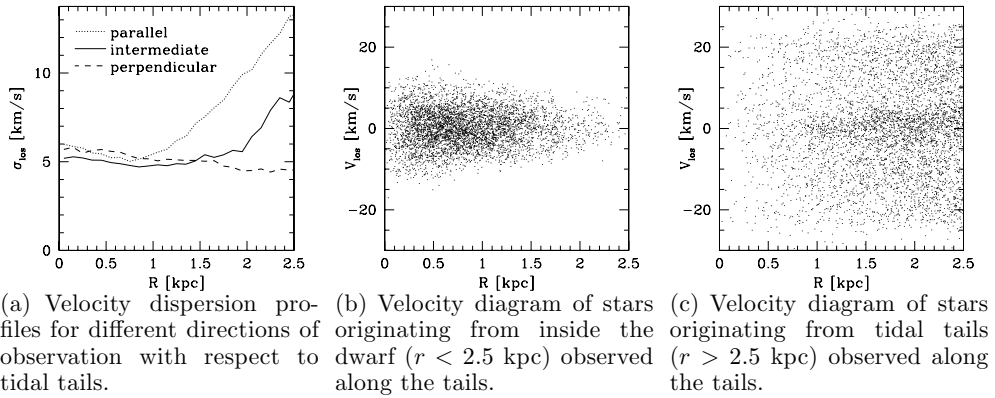 parallel
intermediate
perpendicular
10
5
0
σlos [km/s]
0 0.5 1 1.5 2 2.5
R [kpc]
20
0
−20
Vlos [km/s]
0 0.5 1 1.5 2 2.5
R [kpc]
20
0
−20
Vlos [km/s]
0 0.5 1 1.5 2 2.5
R [kpc]
(a) Velocity dispersion pro-
files for different directions of
observation with respect to
tidal tails.
(b) Velocity diagram of stars
originating from inside the
dwarf (r < 2.5 kpc) observed
along the tails.
(c) Velocity diagram of stars
originating from tidal tails
(r > 2.5 kpc) observed along
the tails.